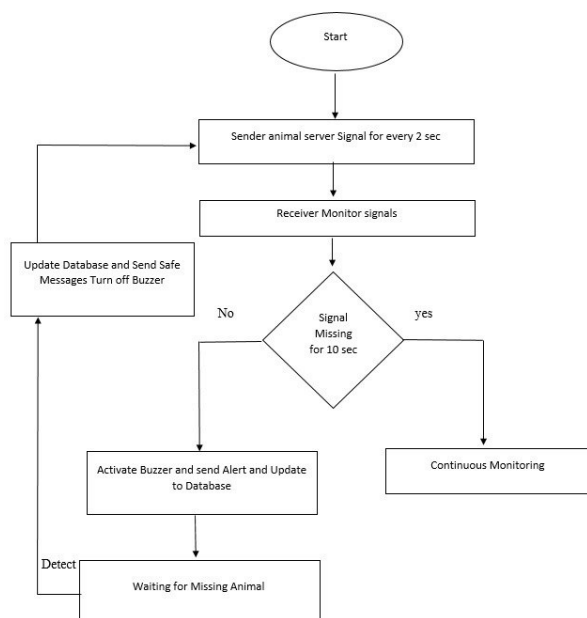 Start
Sender animal server Signal for every 2 sec
Receiver Monitor signals
Update Database and Send Safe
Messages Turn off Buzzer
No
Signal
Missing
for 10 sec
yes
Activate Buzzer and send Alert and Update
to Database
Continuous Monitoring
Detect
Waiting for Missing Animal